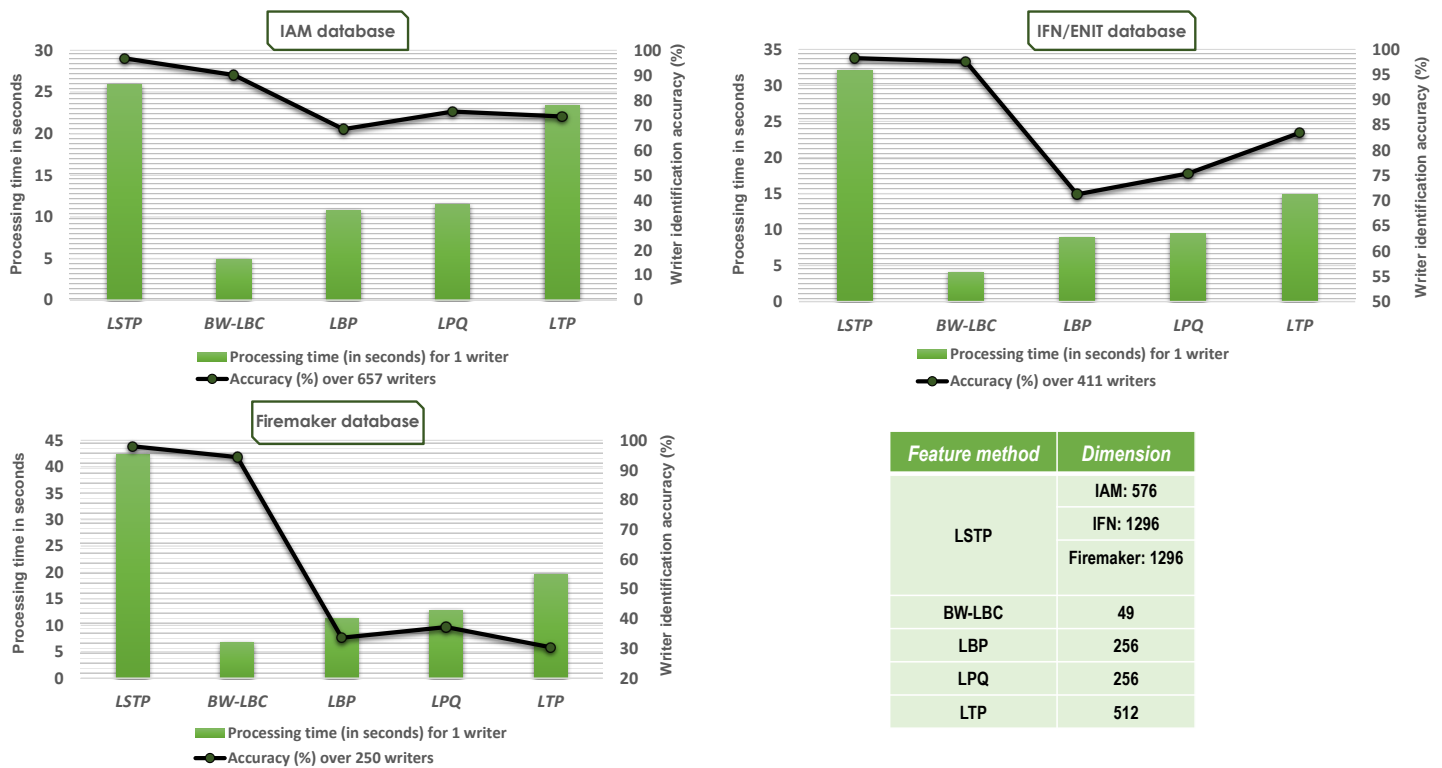 IAM database
Processing time in seconds
30
25
20
15
10
5
0
Writer identification accuracy (%)
100
90
80
70
60
50
40
30
20
10
0
LSTP BW-LBC LBP LPQ LTP
Processing time (in seconds) for 1 writer
Accuracy (%) over 657 writers
IFN/ENIT database
Processing time in seconds
35
30
25
20
15
10
5
0
Writer identification accuracy (%)
100
95
90
85
80
75
70
65
60
55
50
LSTP BW-LBC LBP LPQ LTP
Processing time (in seconds) for 1 writer
Accuracy (%) over 411 writers
Firemaker database
Processing time in seconds
45
40
35
30
25
20
15
10
5
0
Writer identification accuracy (%)
100
90
80
70
60
50
40
30
20
LSTP BW-LBC LBP LPQ LTP
Processing time (in seconds) for 1 writer
Accuracy (%) over 250 writers
Feature method Dimension
LSTP
IAM: 576
IFN: 1296
Firemaker: 1296
BW-LBC 49
LBP 256
LPQ 256
LTP 512